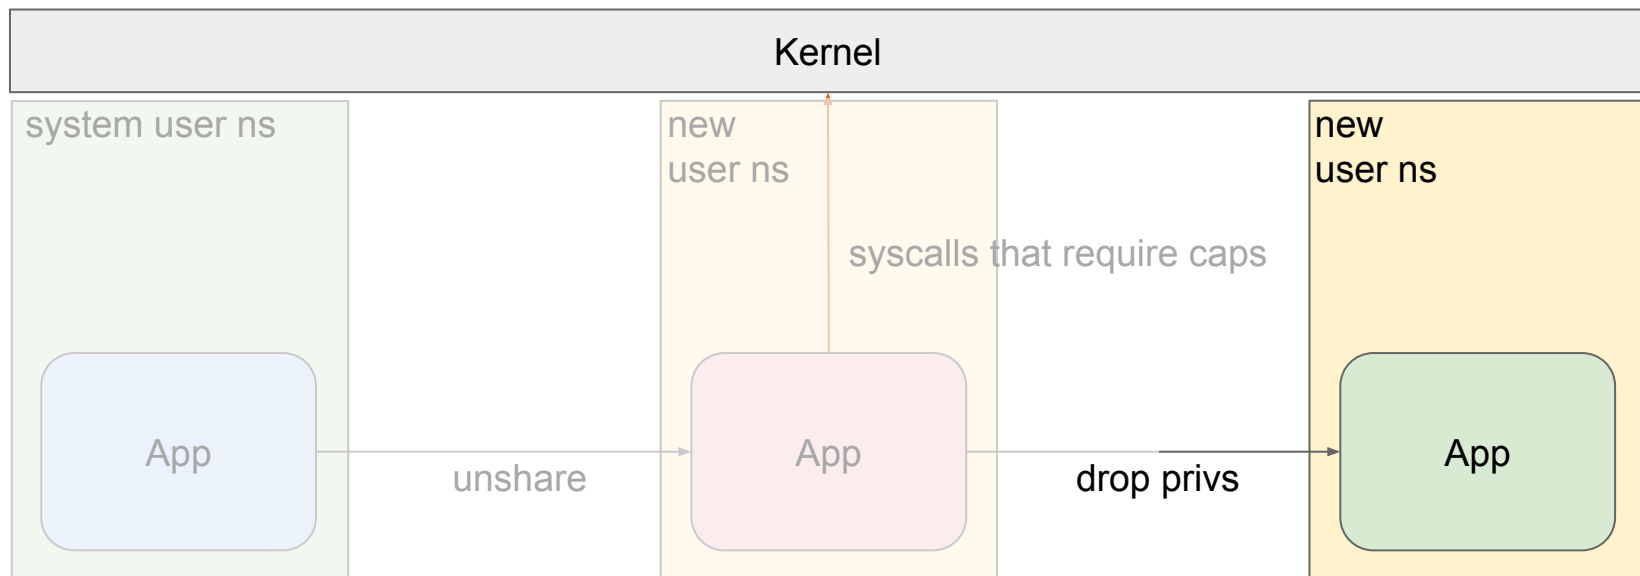 Kernel
system user ns
new
user ns
new
user ns
syscalls that require caps
App
App
App
unshare
drop privs